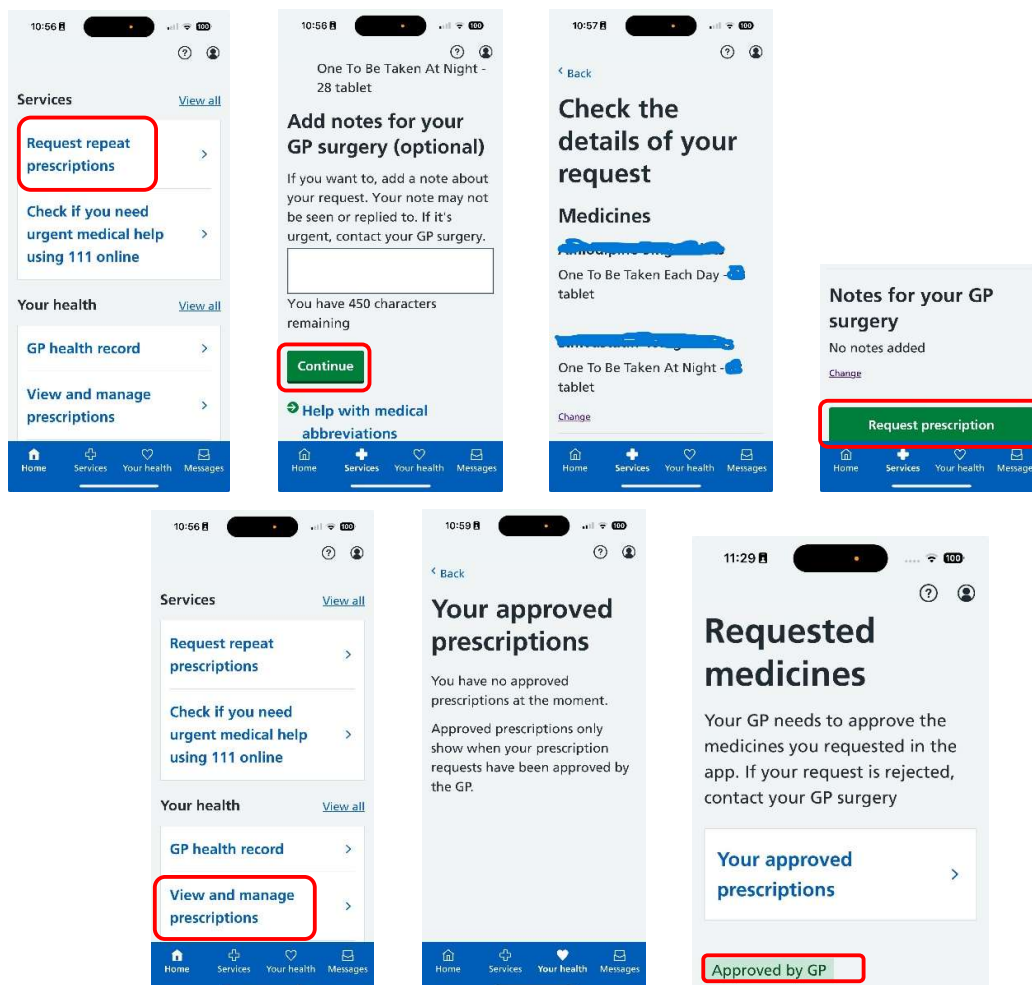 10:56
100
Services
View all
Request repeat
prescriptions
Check if you need
urgent medical help
using 111 online
Your health
View all
GP health record
View and manage
prescriptions
Home
Services
Your health
Messages
10:56
100
One To Be Taken At Night -
28 tablet
Add notes for your
GP surgery (optional)
If you want to, add a note about
your request. Your note may not
be seen or replied to. If it's
urgent, contact your GP surgery.
You have 450 characters
remaining
Continue
Help with medical
abbreviations
Home
Services
Your health
Messages
10:57
100
Back
Check the
details of your
request
Medicines
One To Be Taken Each Day -
tablet
One To Be Taken At Night -
tablet
Change
Home
Services
Your health
Messages
Notes for your GP
surgery
No notes added
Change
Request prescription
Home
Services
Your health
Message
10:56
100
Services
View all
Request repeat
prescriptions
Check if you need
urgent medical help
using 111 online
Your health
View all
GP health record
View and manage
prescriptions
Home
Services
Your health
Messages
10:59
100
Back
Your approved
prescriptions
You have no approved
prescriptions at the moment.
Approved prescriptions only
show when your prescription
requests have been approved by
the GP.
Home
Services
Your health
Messages
11:29
100
Requested
medicines
Your GP needs to approve the
medicines you requested in the
app. If your request is rejected,
contact your GP surgery
Your approved
prescriptions
Approved by GP